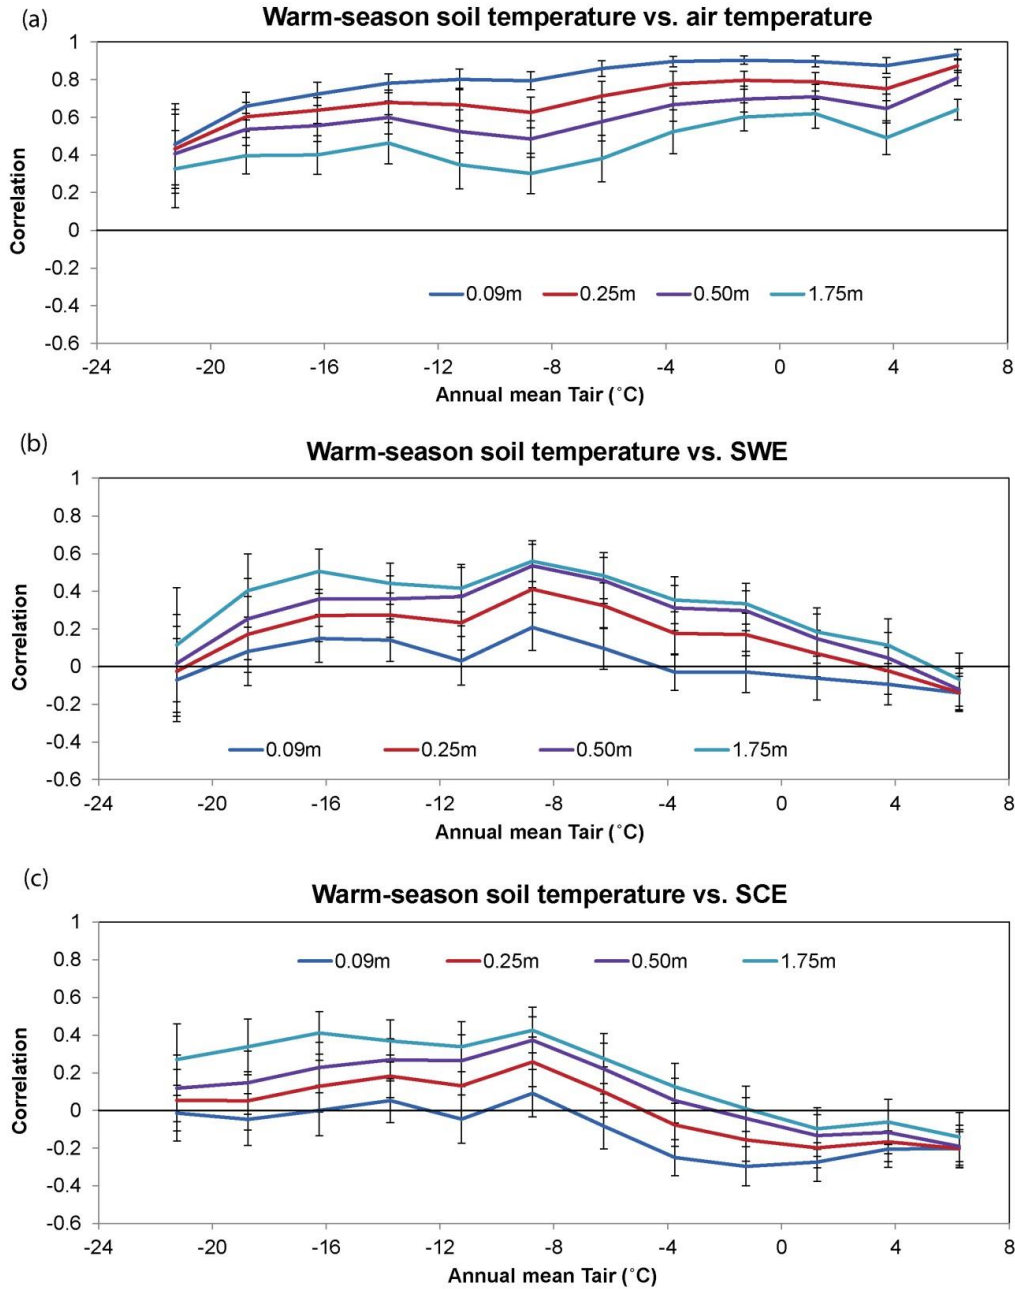 (a)
Warm-season soil temperature vs. air temperature
1
0.8
0.6
0.4
0.2
0
-0.2
-0.4
-0.6
Correlation
0.09m 0.25m 0.50m 1.75m
-24 -20 -16 -12 -8 -4 0 4 8
Annual mean Tair (˚C)
(b)
Warm-season soil temperature vs. SWE
1
0.8
0.6
0.4
0.2
0
-0.2
-0.4
-0.6
Correlation
0.09m 0.25m 0.50m 1.75m
-24 -20 -16 -12 -8 -4 0 4 8
Annual mean Tair (˚C)
(c)
Warm-season soil temperature vs. SCE
1
0.8
0.6
0.4
0.2
0
-0.2
-0.4
-0.6
Correlation
0.09m 0.25m 0.50m 1.75m
-24 -20 -16 -12 -8 -4 0 4 8
Annual mean Tair (˚C)